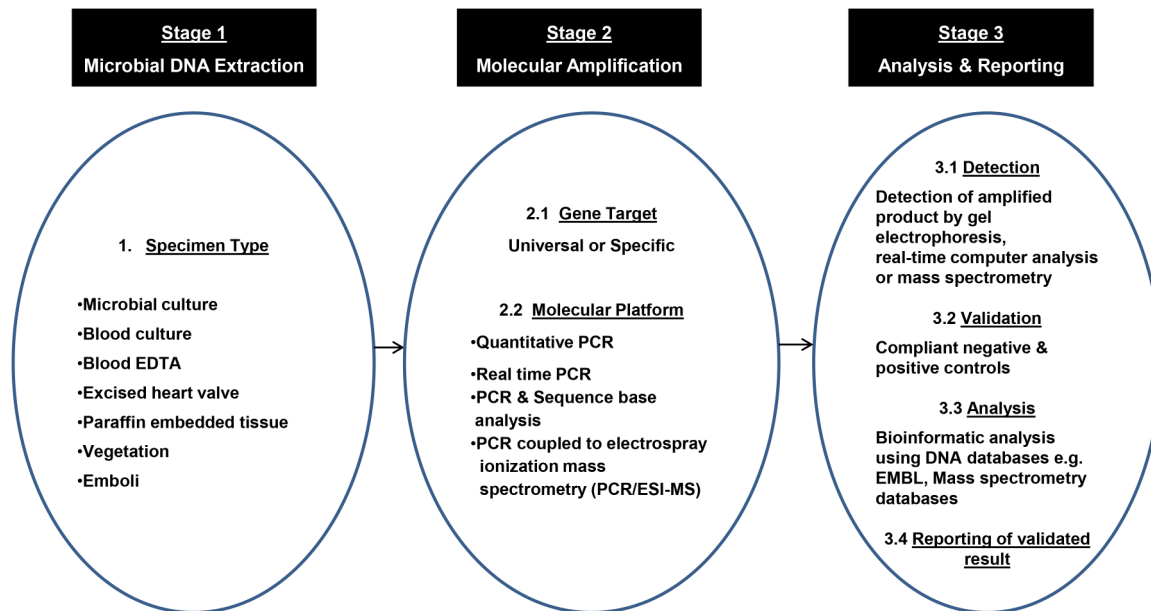 Stage 1
Microbial DNA Extraction
1. Specimen Type
•Microbial culture
•Blood culture
•Blood EDTA
•Excised heart valve
•Paraffin embedded tissue
•Vegetation
•Emboli
Stage 2
Molecular Amplification
2.1 Gene Target
Universal or Specific
2.2 Molecular Platform
•Quantitative PCR
•Real time PCR
•PCR & Sequence base
analysis
•PCR coupled to electrospray
ionization mass
spectrometry (PCR/ESI-MS)
Stage 3
Analysis & Reporting
3.1 Detection
Detection of amplified
product by gel
electrophoresis,
real-time computer analysis
or mass spectrometry
3.2 Validation
Compliant negative &
positive controls
3.3 Analysis
Bioinformatic analysis
using DNA databases e.g.
EMBL, Mass spectrometry
databases
3.4 Reporting of validated
result